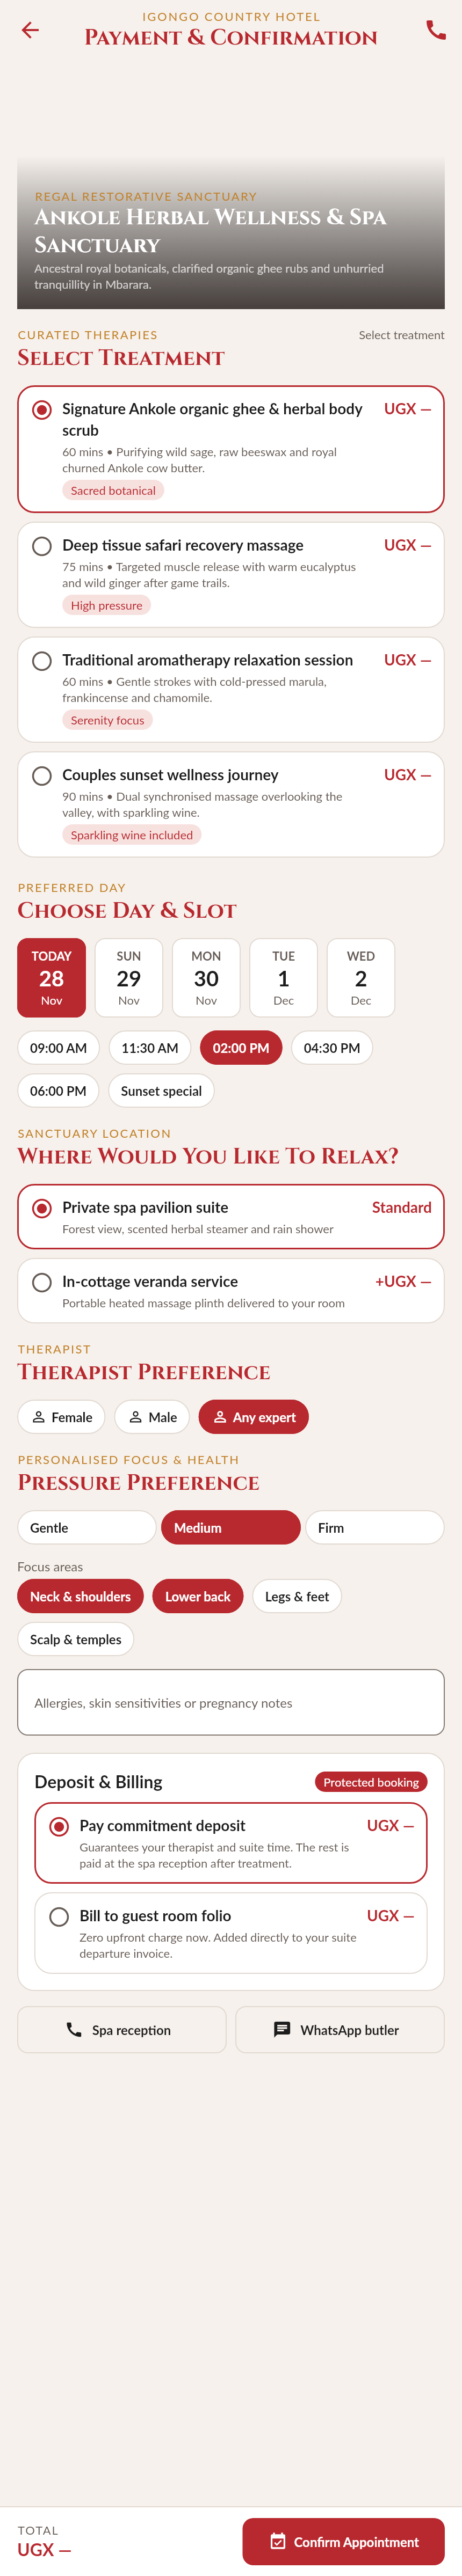 IGONGO COUNTRY HOTEL
Payment & Confirmation
REGAL RESTORATIVE SANCTUARY
Ankole Herbal Wellness & Spa
Sanctuary
Ancestral royal botanicals, clarified organic ghee rubs and unhurried
tranquillity in Mbarara.
CURATED THERAPIES
Select treatment
Select Treatment
Signature Ankole organic ghee & herbal body
scrub
UGX —
60 mins • Purifying wild sage, raw beeswax and royal
churned Ankole cow butter.
Sacred botanical
Deep tissue safari recovery massage
UGX —
75 mins • Targeted muscle release with warm eucalyptus
and wild ginger after game trails.
High pressure
Traditional aromatherapy relaxation session
UGX —
60 mins • Gentle strokes with cold-pressed marula,
frankincense and chamomile.
Serenity focus
Couples sunset wellness journey
UGX —
90 mins • Dual synchronised massage overlooking the
valley, with sparkling wine.
Sparkling wine included
PREFERRED DAY
Choose Day & Slot
TODAY
28
Nov
SUN
29
Nov
MON
30
Nov
TUE
1
Dec
WED
2
Dec
09:00 AM
11:30 AM
02:00 PM
04:30 PM
06:00 PM
Sunset special
SANCTUARY LOCATION
Where Would You Like To Relax?
Private spa pavilion suite
Standard
Forest view, scented herbal steamer and rain shower
In-cottage veranda service
+UGX —
Portable heated massage plinth delivered to your room
THERAPIST
Therapist Preference
Female
Male
Any expert
PERSONALISED FOCUS & HEALTH
Pressure Preference
Gentle
Medium
Firm
Focus areas
Neck & shoulders
Lower back
Legs & feet
Scalp & temples
Allergies, skin sensitivities or pregnancy notes
Deposit & Billing
Protected booking
Pay commitment deposit
UGX —
Guarantees your therapist and suite time. The rest is
paid at the spa reception after treatment.
Bill to guest room folio
UGX —
Zero upfront charge now. Added directly to your suite
departure invoice.
Spa reception
WhatsApp butler
TOTAL
UGX —
Confirm Appointment